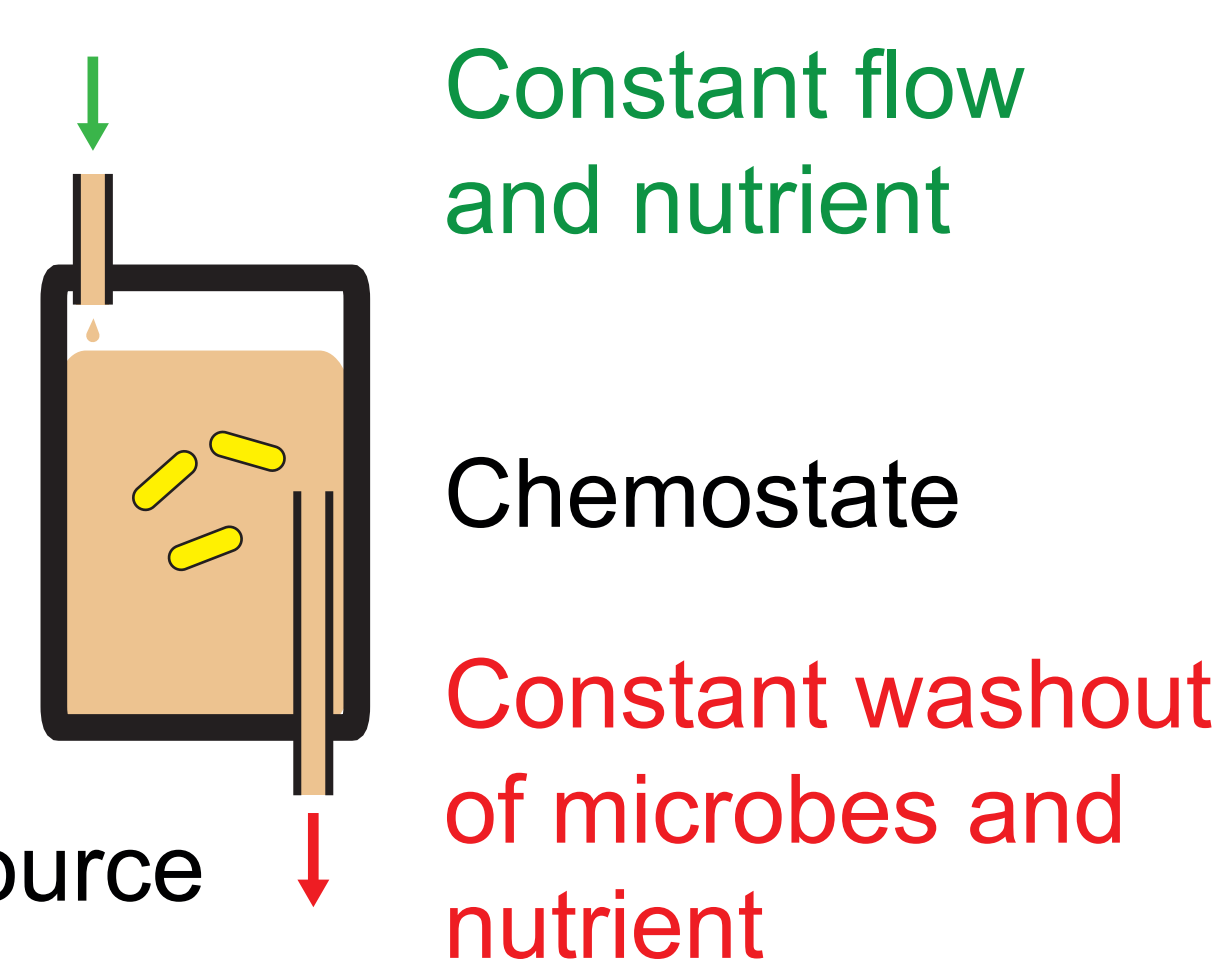 Constant flow
and nutrient
Chemostate
Constant washout
of microbes and
ource
nutrient